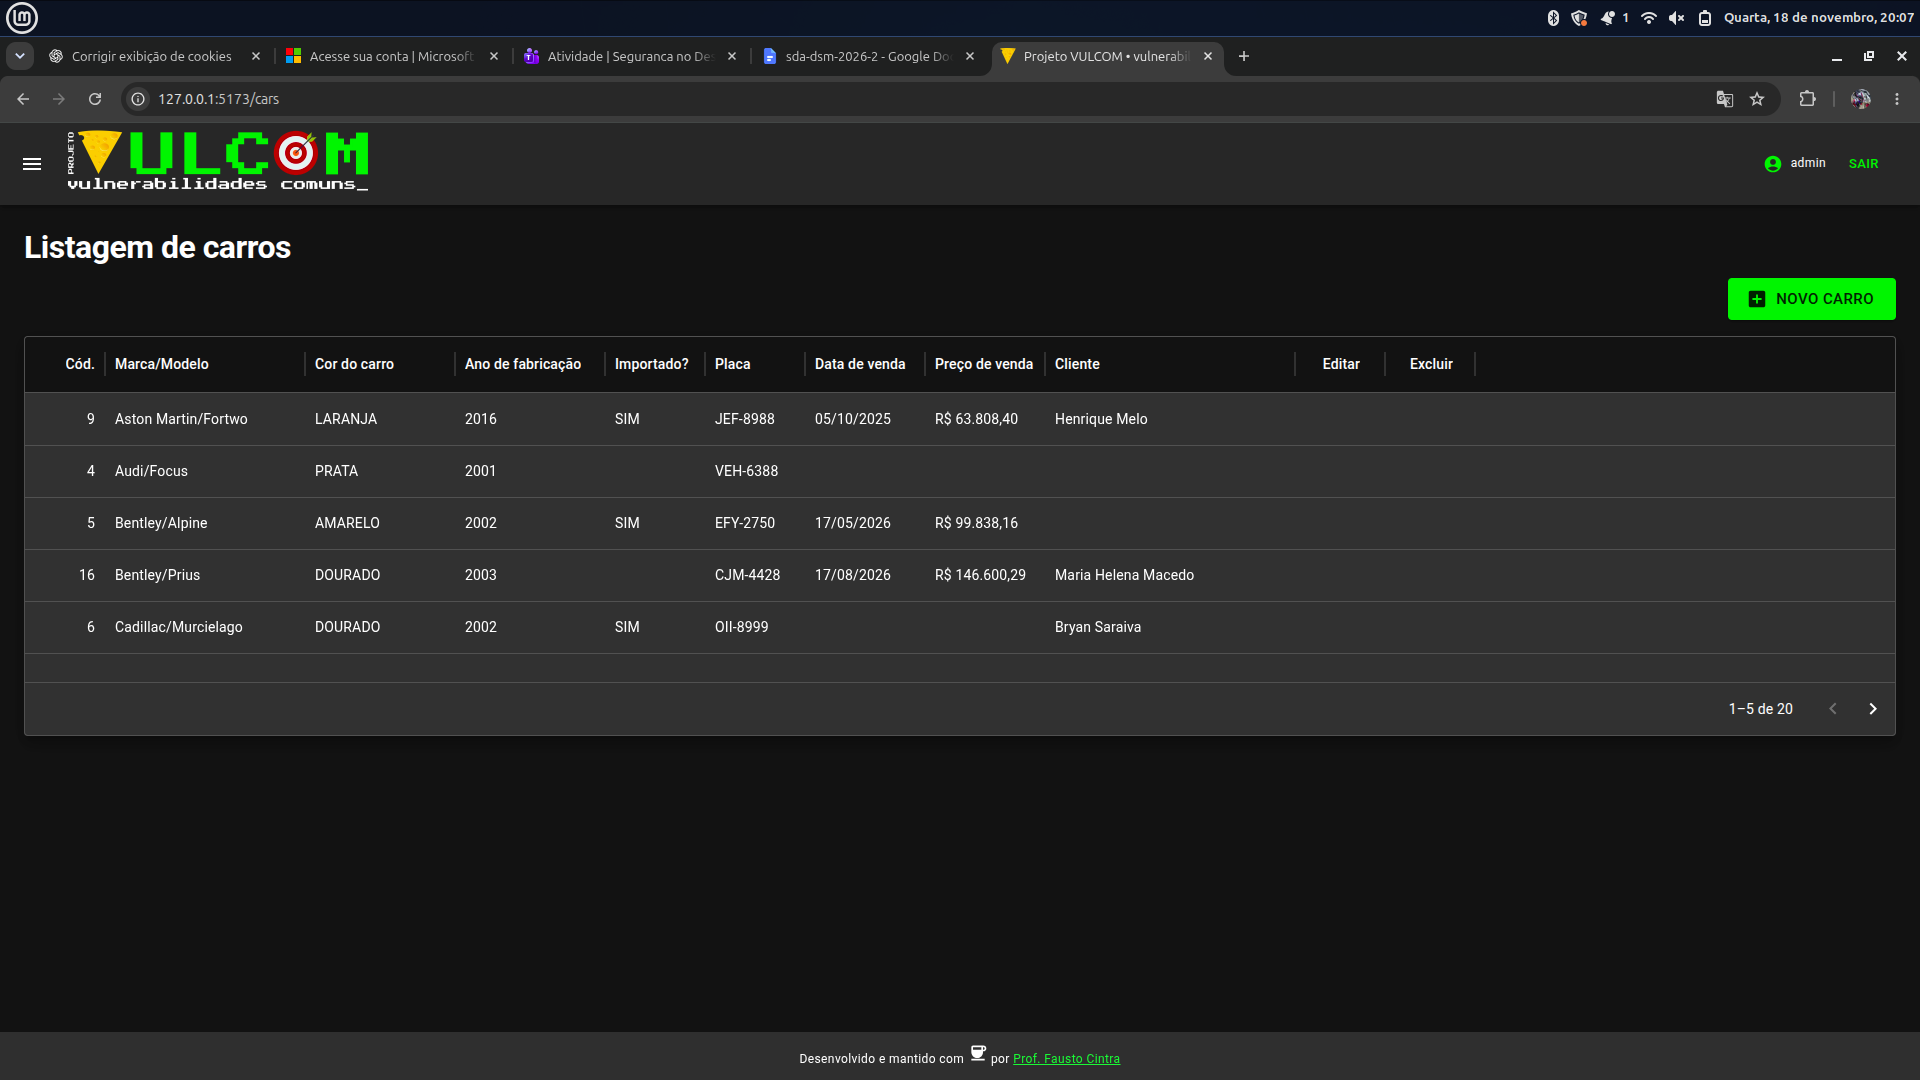 Quarta, 18 de novembro, 20:07
1
Corrigir exibição de cookies
Acesse sua conta | Microsoft
Atividade | Seguranca no Des
sda-dsm-2026-2 - Google Do
Projeto VULCOM • vulnerabil
127.0.0.1:5173/cars
PROJETO VULCOM
vulnerabilidades comuns_
admin
SAIR
Listagem de carros
NOVO CARRO
Cód. Marca/Modelo Cor do carro Ano de fabricação Importado? Placa Data de venda Preço de venda Cliente Editar Excluir
9 Aston Martin/Fortwo LARANJA 2016 SIM JEF-8988 05/10/2025 R$ 63.808,40 Henrique Melo
4 Audi/Focus PRATA 2001 VEH-6388
5 Bentley/Alpine AMARELO 2002 SIM EFY-2750 17/05/2026 R$ 99.838,16
16 Bentley/Prius DOURADO 2003 CJM-4428 17/08/2026 R$ 146.600,29 Maria Helena Macedo
6 Cadillac/Murcielago DOURADO 2002 SIM OII-8999 Bryan Saraiva
1–5 de 20
Desenvolvido e mantido com por Prof. Fausto Cintra